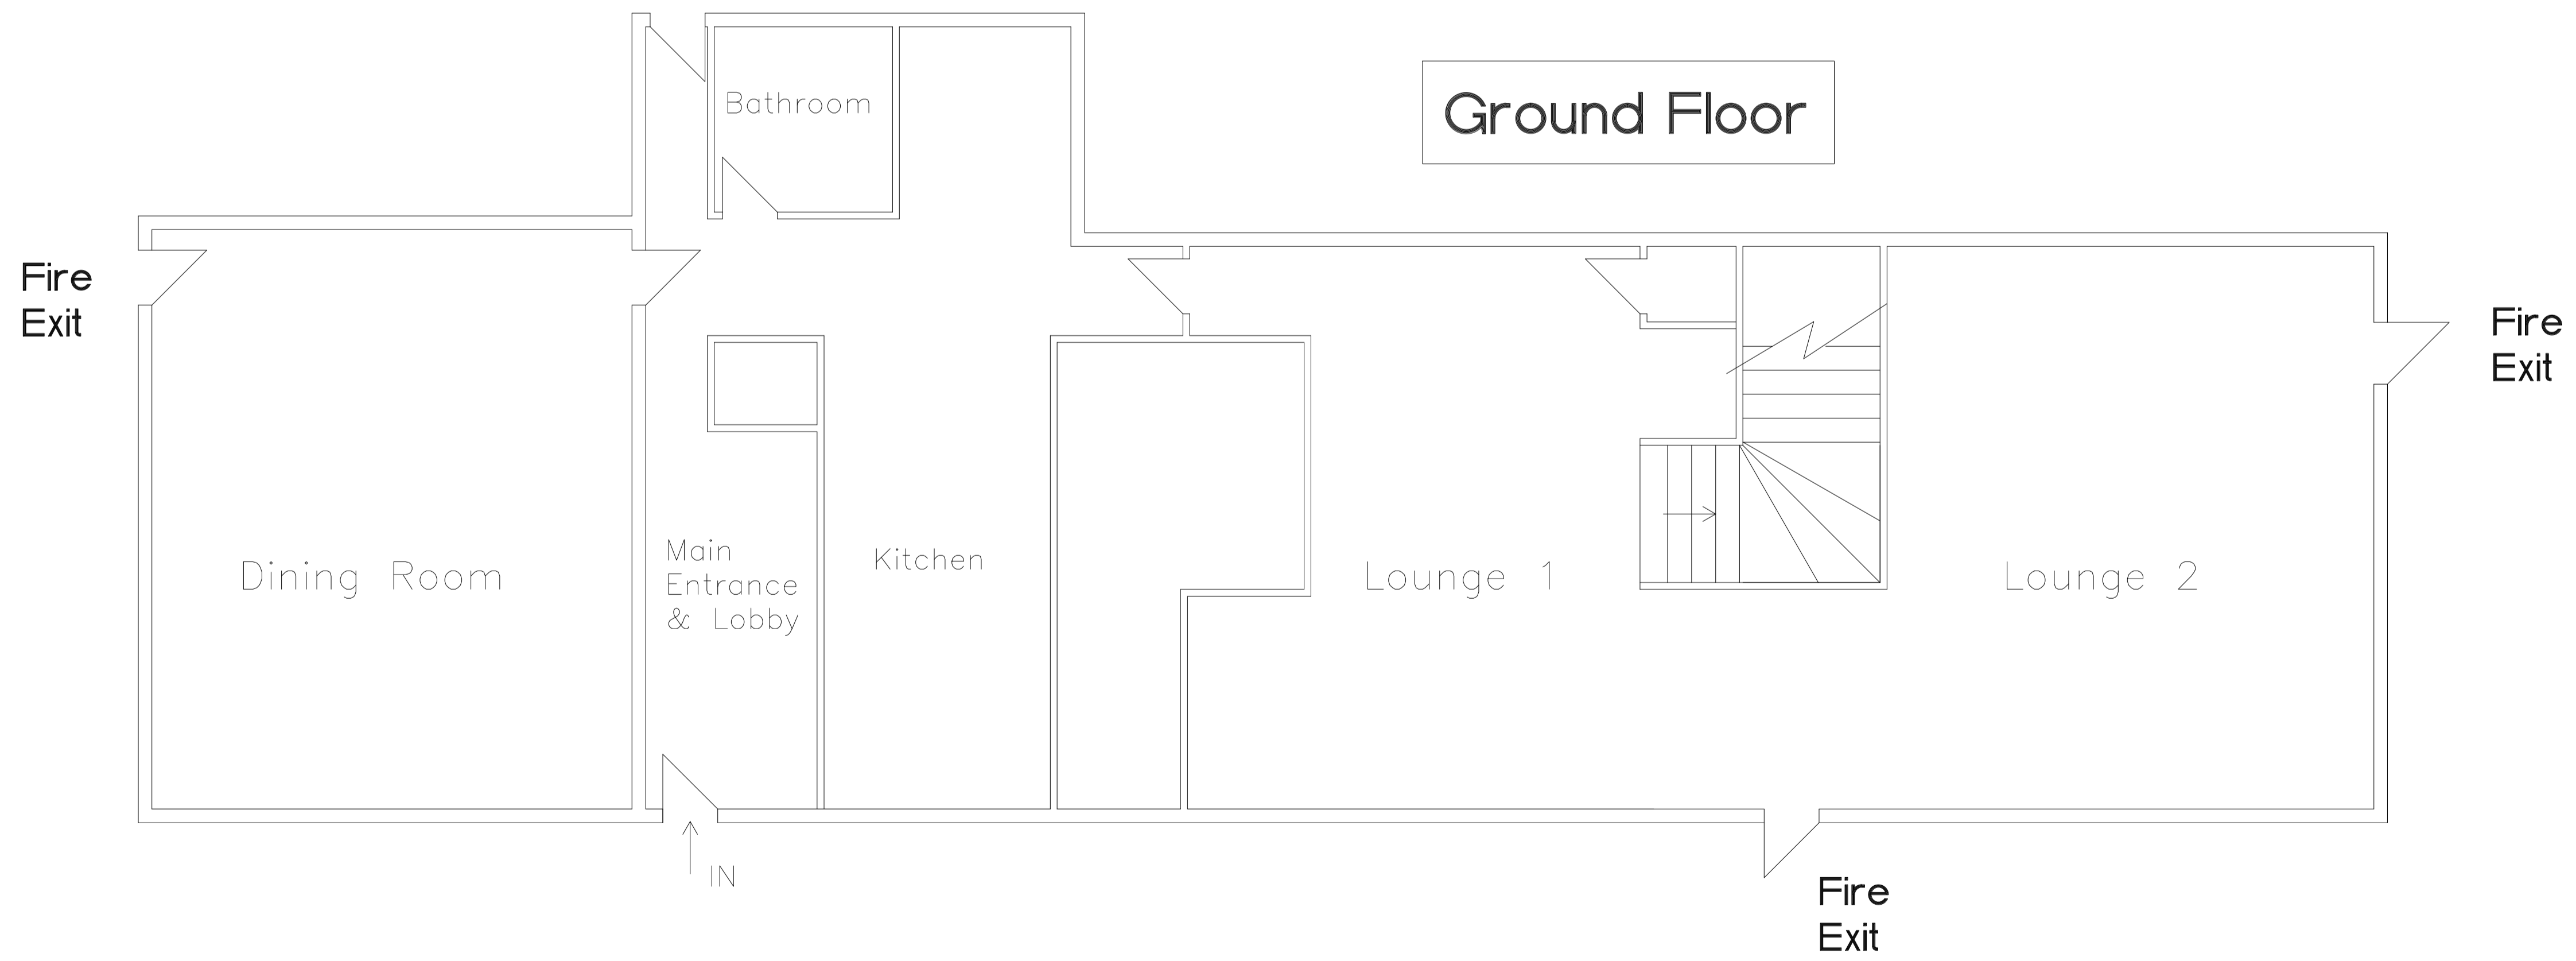 Ground Floor
Bathroom
Fire
Exit
Fire
Exit
Dining Room
Main
Entrance
& Lobby
Kitchen
Lounge 1
Lounge 2
IN
Fire
Exit